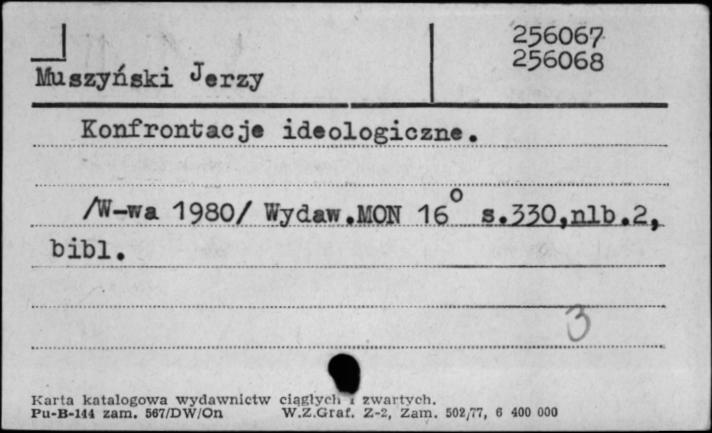 256067
256068
Muszyński Jerzy
Konfrontacje ideologiczne.
/W-wa 1980/ Wydaw.MON 16° s.330,nlb.2,
bibl.
3
Karta katalogowa wydawnictw ciągłych i zwartych.
Pu-B-144 zam. 567/DW/On W.Z.Graf. Z-2, Zam. 502/77, 6 400 000